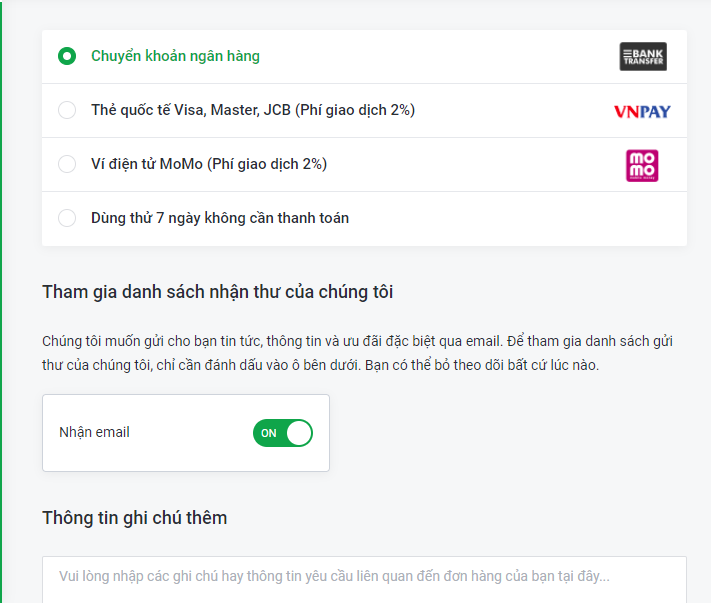 Chuyển khoản ngân hàng
BANK
TRANSFER
Thẻ quốc tế Visa, Master, JCB (Phí giao dịch 2%)
VNPAY
Ví điện tử MoMo (Phí giao dịch 2%)
mo
mo
Dùng thử 7 ngày không cần thanh toán
Tham gia danh sách nhận thư của chúng tôi
Chúng tôi muốn gửi cho bạn tin tức, thông tin và ưu đãi đặc biệt qua email. Để tham gia danh sách gửi
thư của chúng tôi, chỉ cần đánh dấu vào ô bên dưới. Bạn có thể bỏ theo dõi bất cứ lúc nào.
Nhận email
ON
Thông tin ghi chú thêm
Vui lòng nhập các ghi chú hay thông tin yêu cầu liên quan đến đơn hàng của bạn tại đây...